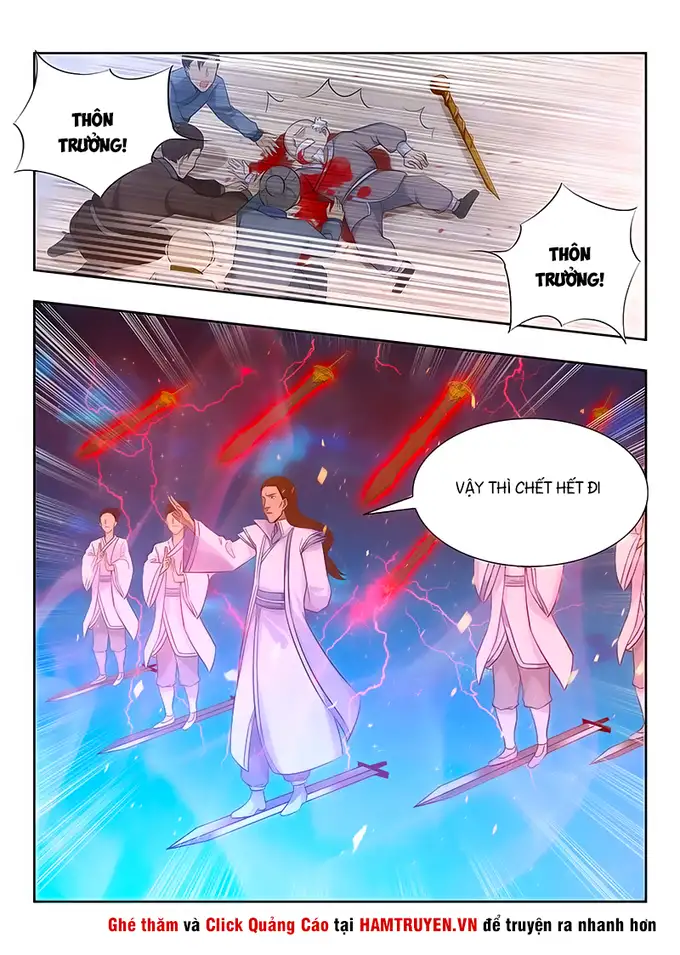 THÔN
TRƯỞNG!
THÔN
TRƯỞNG!
VẬY THÌ CHẾT HẾT ĐI
Ghé thăm và Click Quảng Cáo tại HAMTRUYEN.VN để truyện ra nhanh hơn